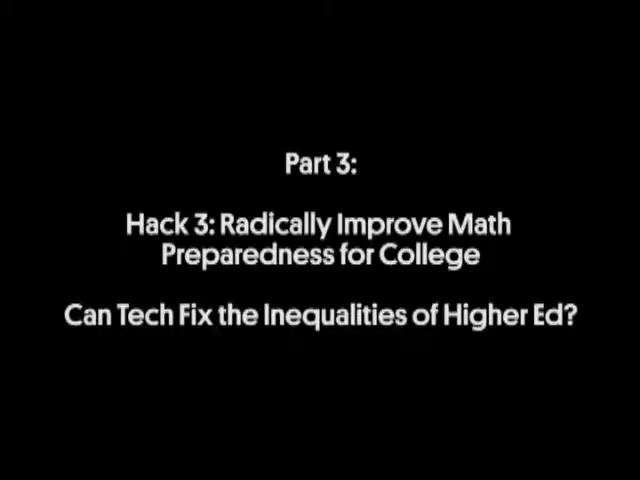 Part 3:
Hack 3: Radically Improve Math
Preparedness for College
Can Tech Fix the Inequalities of Higher Ed?